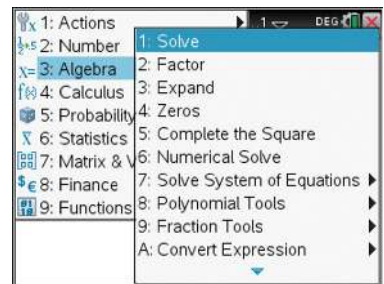 1: Actions
2: Number
3: Algebra
4: Calculus
5: Probability
6: Statistics
7: Matrix & V
8: Finance
9: Functions
1 DEG
1: Solve
2: Factor
3: Expand
4: Zeros
5: Complete the Square
6: Numerical Solve
7: Solve System of Equations
8: Polynomial Tools
9: Fraction Tools
A: Convert Expression